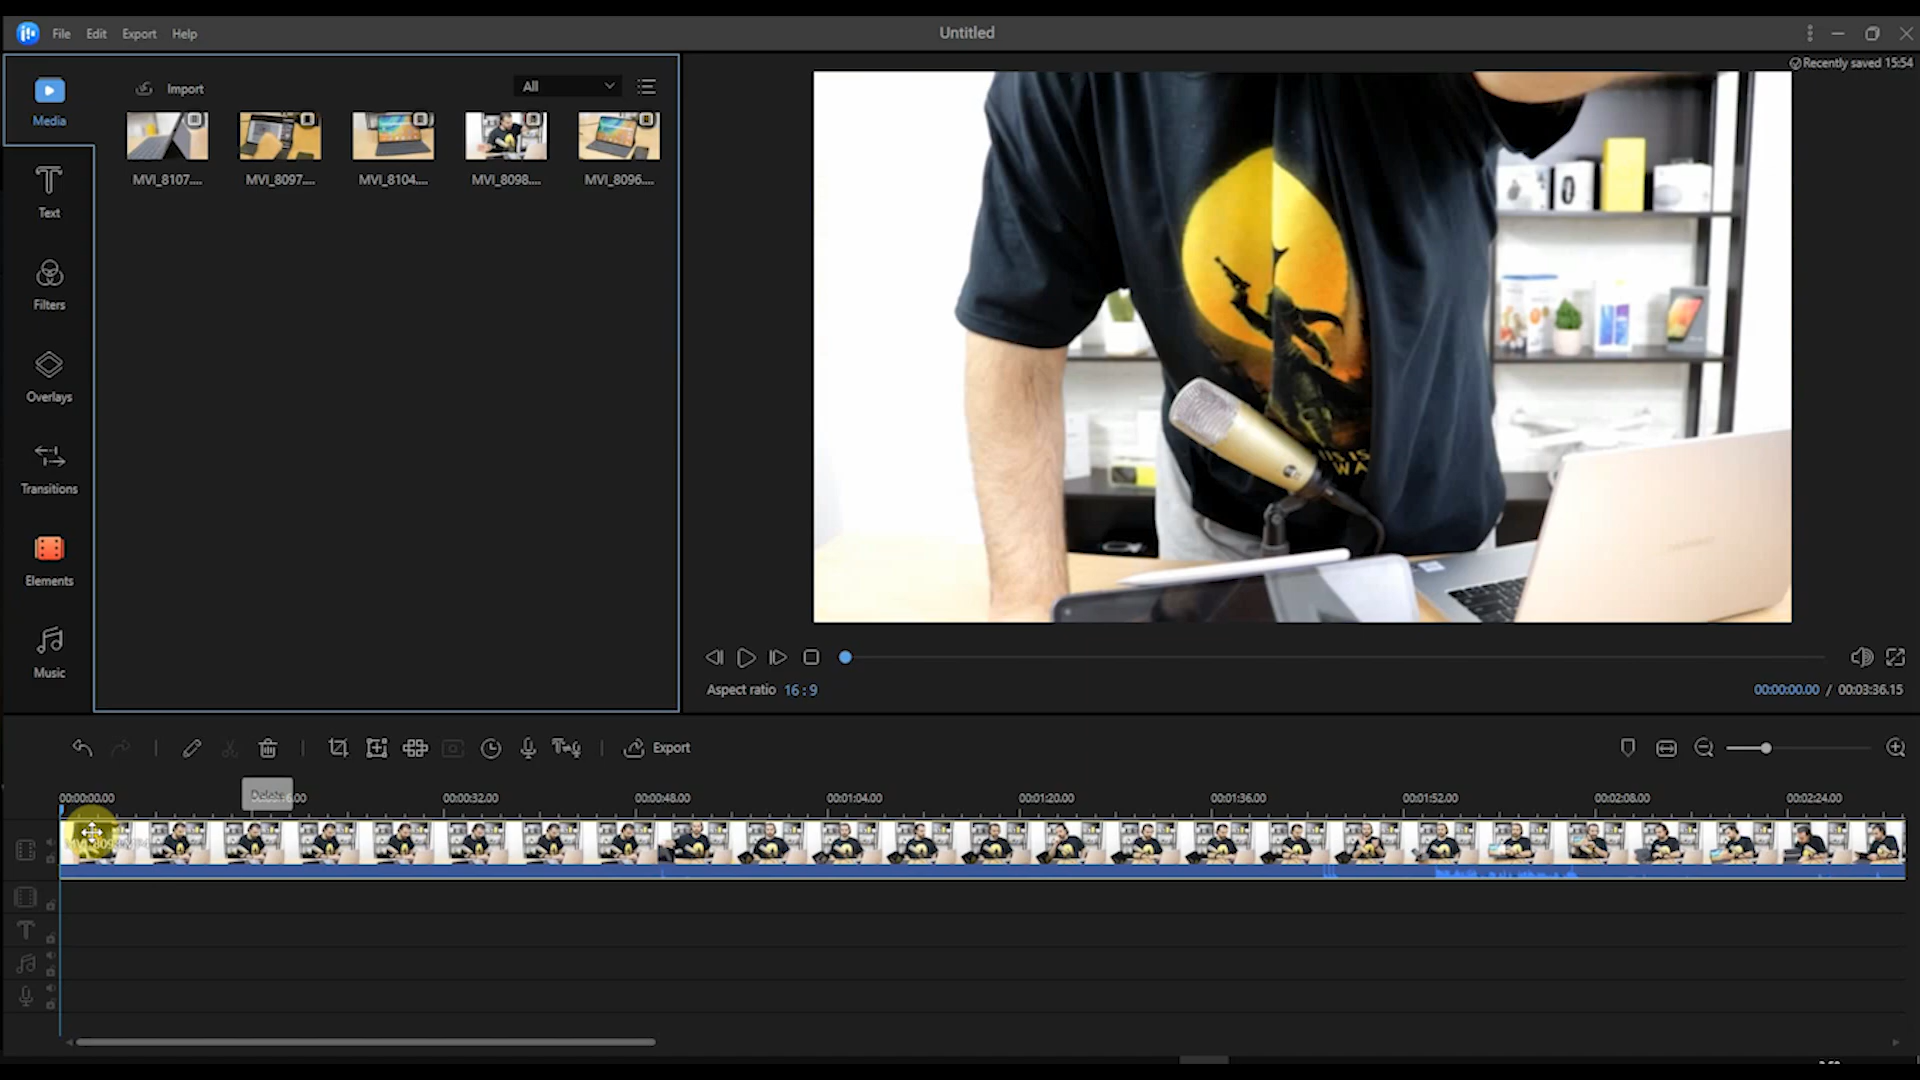 File Edit Export Help
Untitled
Recently saved 15:54
Media
Import
All
MVI_8107....
MVI_8097....
MVI_8104....
MVI_8098....
MVI_8096....
Text
Filters
Overlays
Transitions
Elements
Music
Aspect ratio 16 : 9
00:00:00.00 / 00:03:36.15
Export
Delete
00:00:00.00
00:00:32.00
00:00:48.00
00:01:04.00
00:01:20.00
00:01:36.00
00:01:52.00
00:02:08.00
00:02:24.00